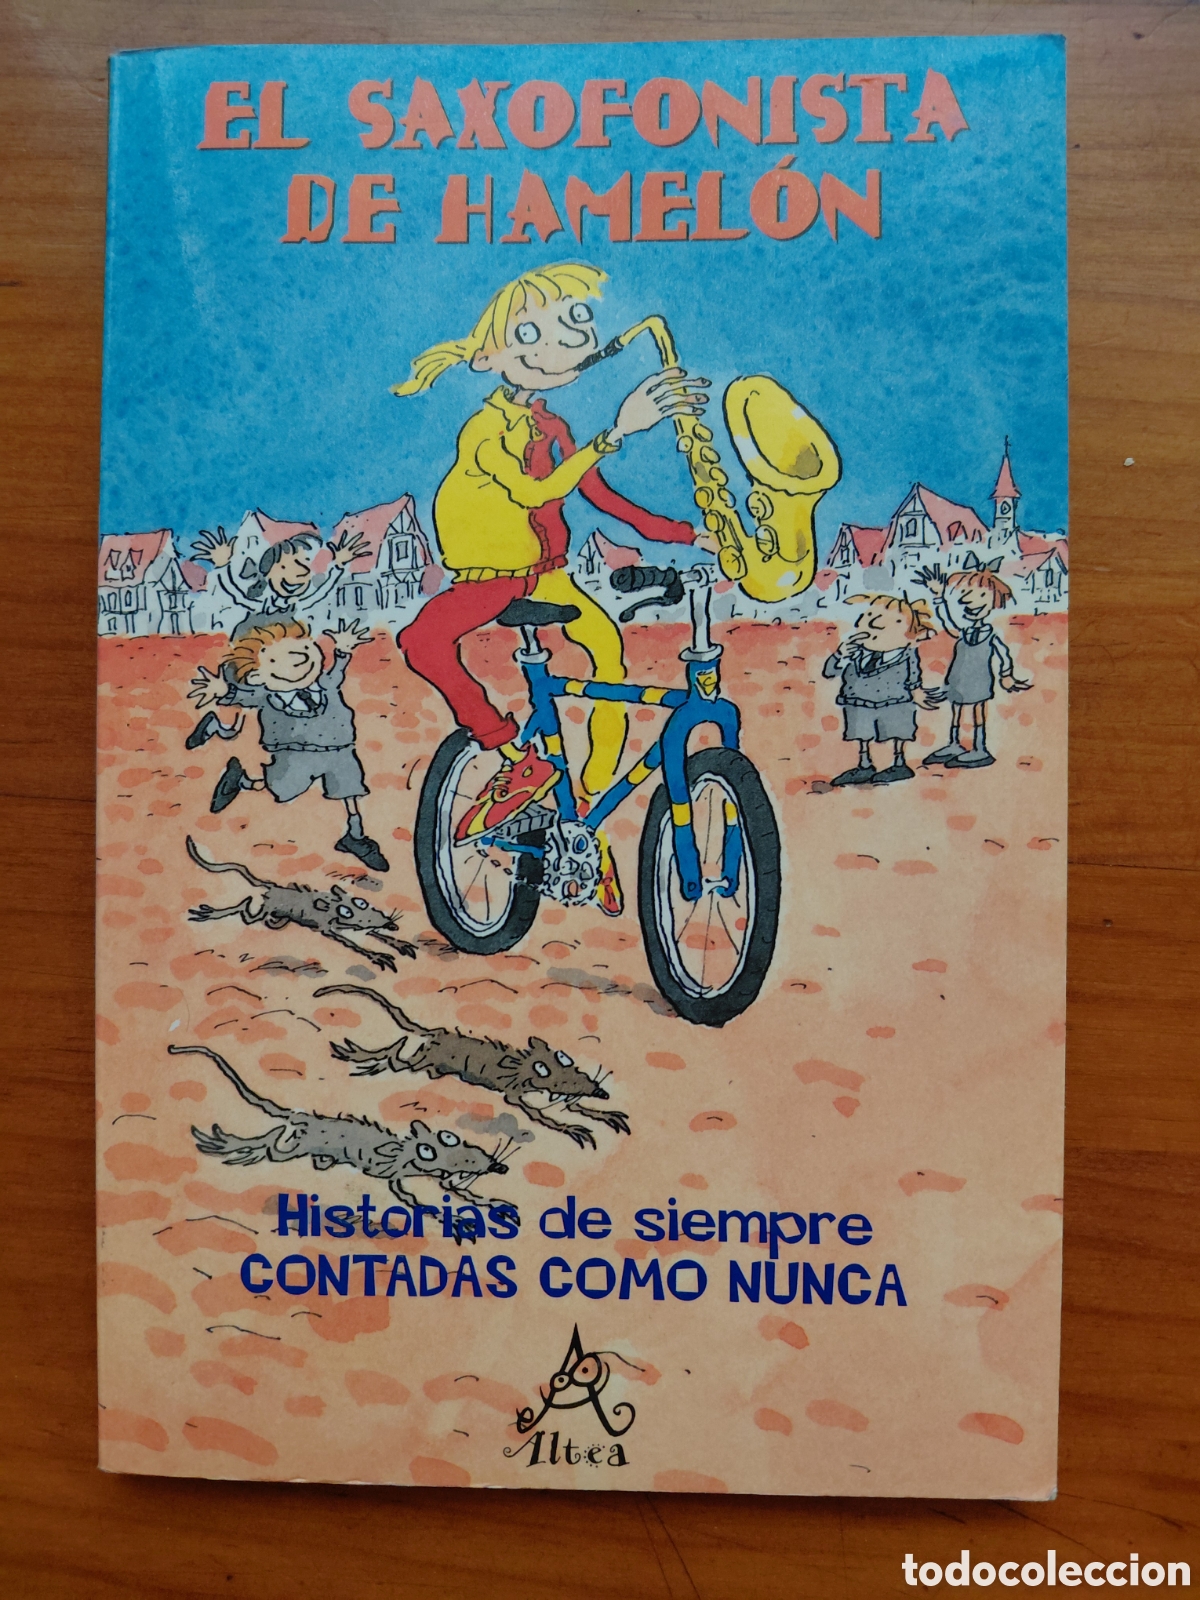 EL SAXOFONISTA
DE HAMELÓN
Historias de siempre
CONTADAS COMO NUNCA
Altea
todocoleccion